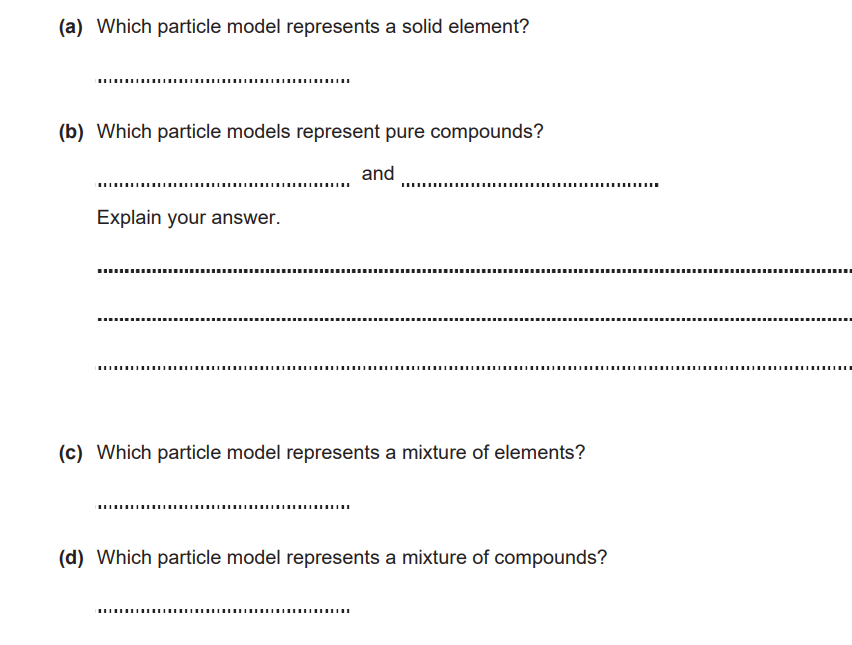 (a) Which particle model represents a solid element?
(b) Which particle models represent pure compounds?
and
Explain your answer.
(c) Which particle model represents a mixture of elements?
(d) Which particle model represents a mixture of compounds?